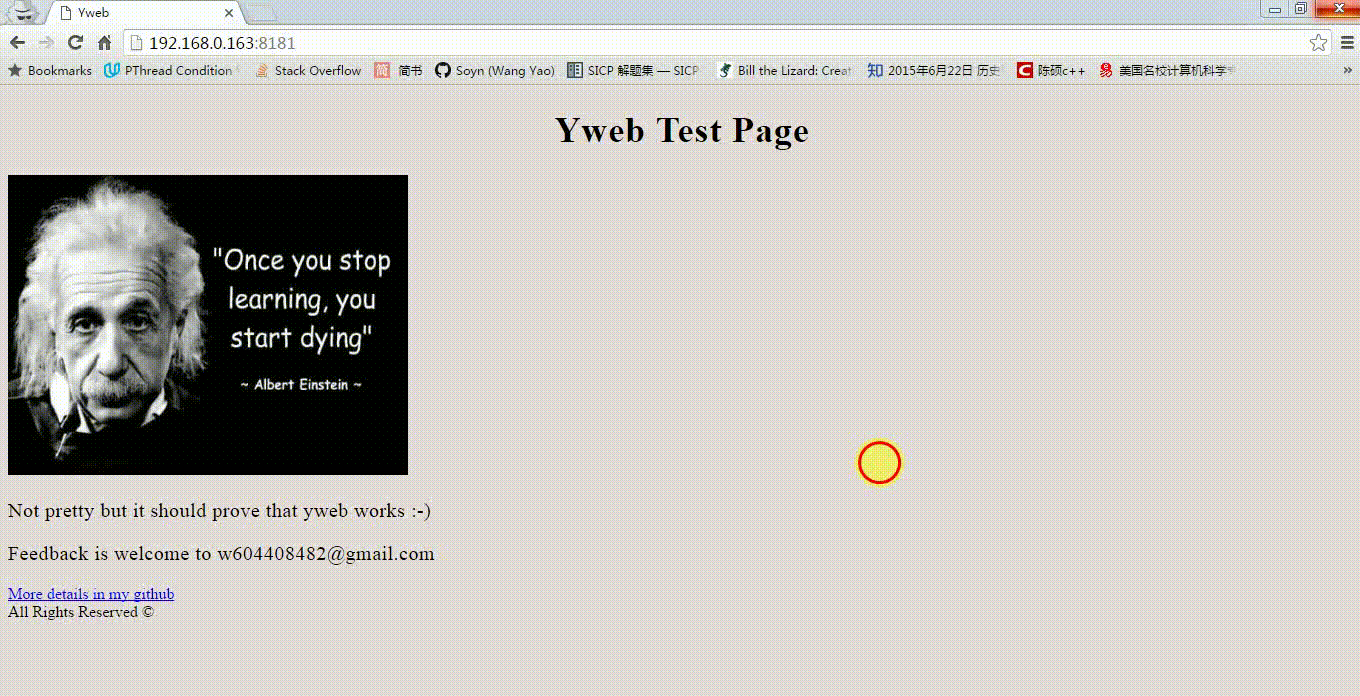 Yweb
192.168.0.163:8181
Bookmarks
PThread Condition
Stack Overflow
简书
Soyn (Wang Yao)
SICP 解题集 — SICP
Bill the Lizard: Creat
2015年6月22日 历史
陈硕c++
美国名校计算机科学
Yweb Test Page
"Once you stop
learning, you
start dying"
~ Albert Einstein ~
Not pretty but it should prove that yweb works :-)
Feedback is welcome to w604408482@gmail.com
More details in my github
All Rights Reserved ©